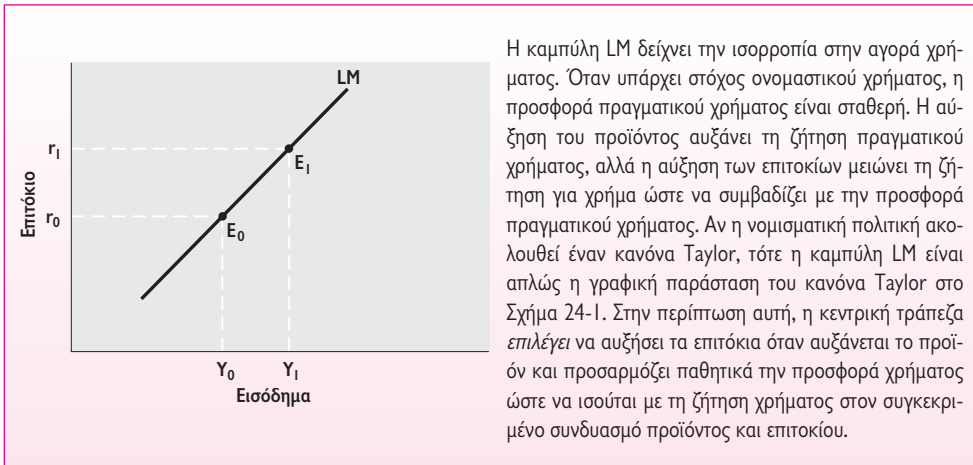 LM
r₁
E₁
r₀
E₀
Επιτόκιο
Y₀
Y₁
Εισόδημα
Η καμπύλη LM δείχνει την ισορροπία στην αγορά χρή-
ματος. Όταν υπάρχει στόχος ονομαστικού χρήματος, η
προσφορά πραγματικού χρήματος είναι σταθερή. Η αύ-
ξηση του προϊόντος αυξάνει τη ζήτηση πραγματικού
χρήματος, αλλά η αύξηση των επιτοκίων μειώνει τη ζή-
τηση για χρήμα ώστε να συμβαδίζει με την προσφορά
πραγματικού χρήματος. Αν η νομισματική πολιτική ακο-
λουθεί έναν κανόνα Taylor, τότε η καμπύλη LM είναι
απλώς η γραφική παράσταση του κανόνα Taylor στο
Σχήμα 24-1. Στην περίπτωση αυτή, η κεντρική τράπεζα
επιλέγει να αυξήσει τα επιτόκια όταν αυξάνεται το προϊ-
όν και προσαρμόζει παθητικά την προσφορά χρήματος
ώστε να ισούται με τη ζήτηση χρήματος στον συγκεκρι-
μένο συνδυασμό προϊόντος και επιτοκίου.